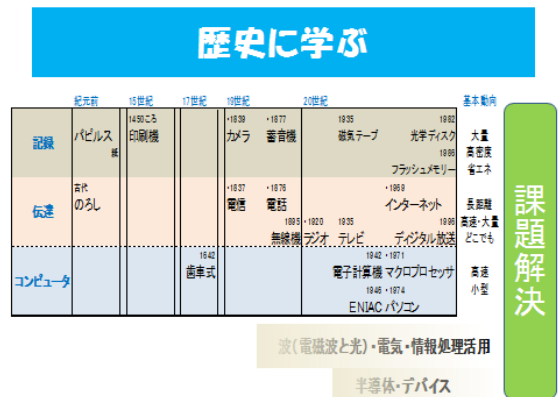 歴史に学ぶ
紀元前 15世紀 17世紀 19世紀 20世紀 基本動向
1450ころ ・1839 ・1877 1935 1982
記録 パピルス 印刷機 カメラ 蓄音機 磁気テープ 光学ディスク 大量
紙 1986 高密度
フラッシュメモリー 省エネ
古代 ・1837 ・1876 ・1969
伝達 のろし 電信 電話 インターネット 長距離
1895 ・1920 1935 1996 高速・大量
無線機 ラジオ テレビ ディジタル放送 どこでも
1642 1942 ・1971
コンピュータ 歯車式 電子計算機 マクロプロセッサ 高速
1946 ・1974 小型
ENIAC パソコン
課題解決
波(電磁波と光)・電気・情報処理活用
半導体・デバイス